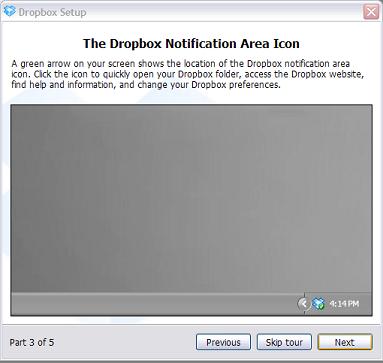 Dropbox Setup
The Dropbox Notification Area Icon
A green arrow on your screen shows the location of the Dropbox notification area
icon. Click the icon to quickly open your Dropbox folder, access the Dropbox website,
find help and information, and change your Dropbox preferences.
4:14 PM
Part 3 of 5
Previous
Skip tour
Next